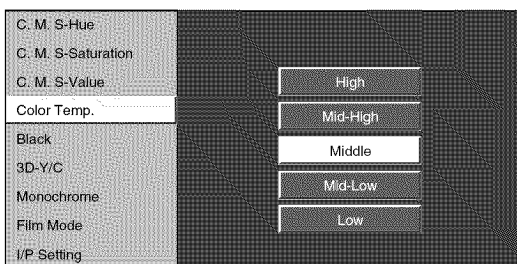 C. M. S-Hue
C. M. S-Saturation
C. M. S-Value
Color Temp.
Black
3D-Y/C
Monochrome
Film Mode
I/P Setting
High
Mid-High
Middle
Mid-Low
Low